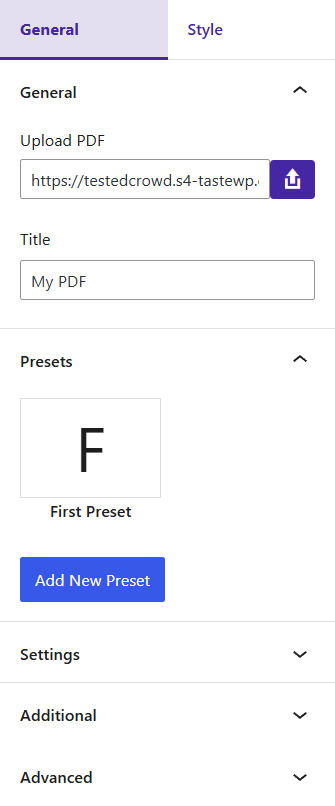 General
Style
General
Upload PDF
https://testedcrowd.s4-tastewp.
Title
My PDF
Presets
F
First Preset
Add New Preset
Settings
Additional
Advanced